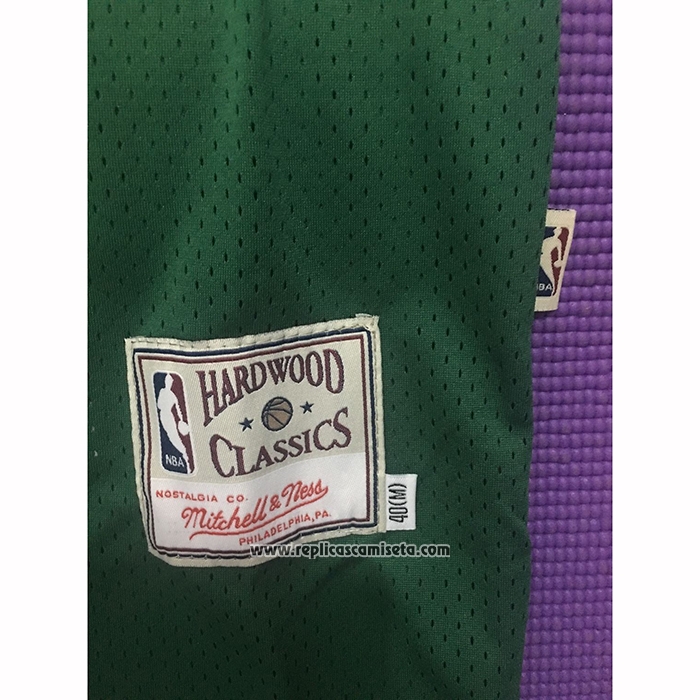 NBA
HARDWOOD
CLASSICS
NBA
NOSTALGIA CO.
Mitchell & Ness
PHILADELPHIA, PA.
40(M)
www.replicascamiseta.com